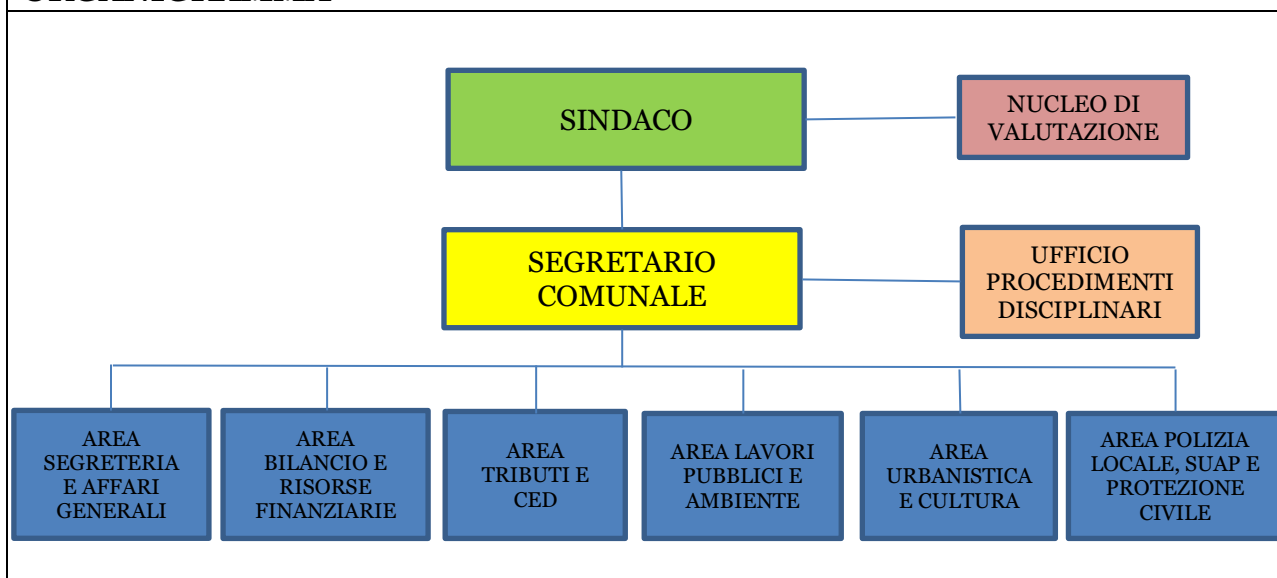 SINDACO
NUCLEO DI
VALUTAZIONE
SEGRETARIO
COMUNALE
UFFICIO
PROCEDIMENTI
DISCIPLINARI
AREA
SEGRETERIA
E AFFARI
GENERALI
AREA
BILANCIO E
RISORSE
FINANZIARIE
AREA
TRIBUTI E
CED
AREA LAVORI
PUBBLICI E
AMBIENTE
AREA
URBANISTICA
E CULTURA
AREA POLIZIA
LOCALE, SUAP E
PROTEZIONE
CIVILE